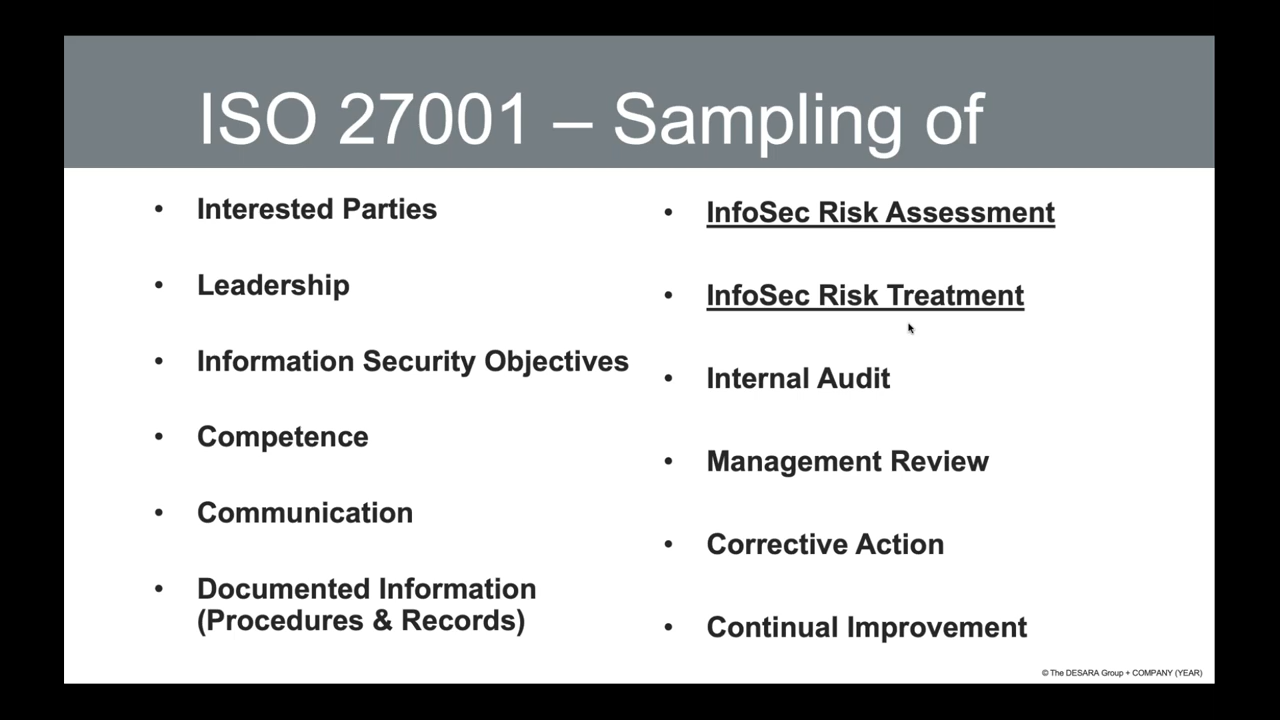 ISO 27001 – Sampling of
• Interested Parties
• Leadership
• Information Security Objectives
• Competence
• Communication
• Documented Information
(Procedures & Records)
• InfoSec Risk Assessment
• InfoSec Risk Treatment
• Internal Audit
• Management Review
• Corrective Action
• Continual Improvement
© The DESARA Group + COMPANY (YEAR)